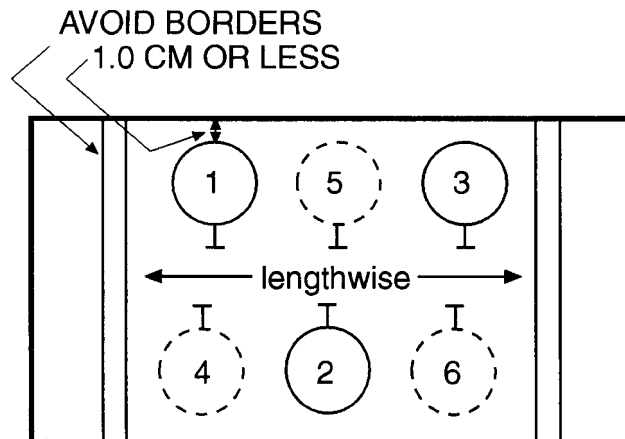 AVOID BORDERS
1.0 CM OR LESS
1 5 3
lengthwise
4 2 6